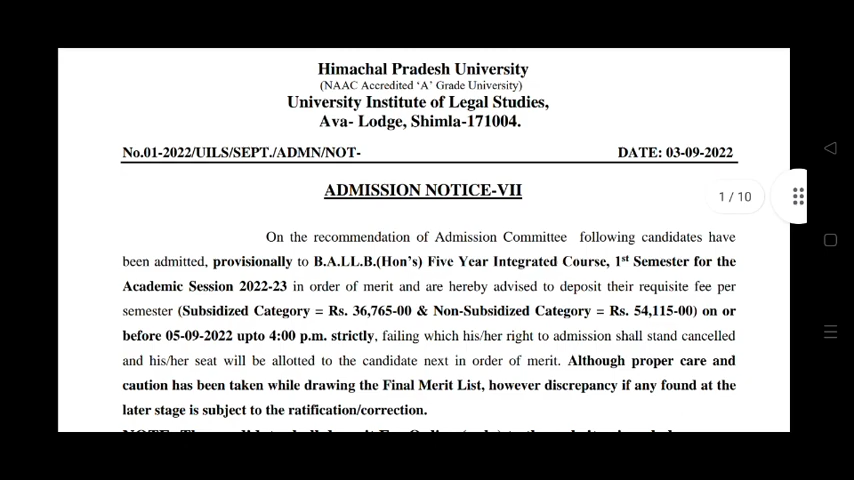 Himachal Pradesh University
(NAAC Accredited ‘A’ Grade University)
University Institute of Legal Studies,
Ava- Lodge, Shimla-171004.
No.01-2022/UILS/SEPT./ADMN/NOT- DATE: 03-09-2022
ADMISSION NOTICE-VII
1 / 10
On the recommendation of Admission Committee following candidates have
been admitted, provisionally to B.A.LL.B.(Hon’s) Five Year Integrated Course, 1st Semester for the
Academic Session 2022-23 in order of merit and are hereby advised to deposit their requisite fee per
semester (Subsidized Category = Rs. 36,765-00 & Non-Subsidized Category = Rs. 54,115-00) on or
before 05-09-2022 upto 4:00 p.m. strictly, failing which his/her right to admission shall stand cancelled
and his/her seat will be allotted to the candidate next in order of merit. Although proper care and
caution has been taken while drawing the Final Merit List, however discrepancy if any found at the
later stage is subject to the ratification/correction.